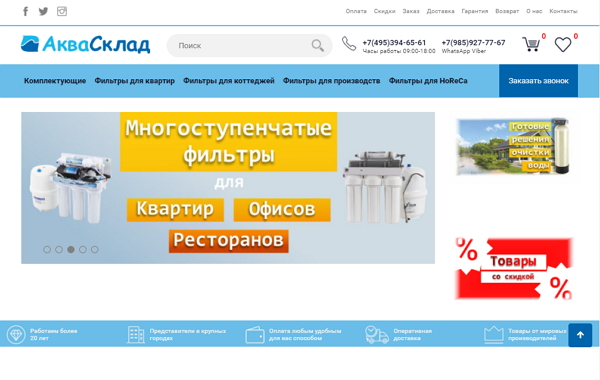 Оплата Скидки Заказ Доставка Гарантия Возврат О нас Контакты
АкваСклад
Поиск
+7(495)394-65-61
Часы работы 09:00-18:00
+7(985)927-77-67
WhatsApp Viber
0
0
Комплектующие Фильтры для квартир Фильтры для коттеджей Фильтры для производств Фильтры для HoReCa Заказать звонок
Многоступенчатые
фильтры
для
Квартир Офисов
Ресторанов
Готовые
решения
очистки
воды
Товары
со скидкой
% %
Работаем более
20 лет
Представители в крупных
городах
Оплата любым удобным
для вас способом
Оперативная
доставка
Товары от мировых
производителей